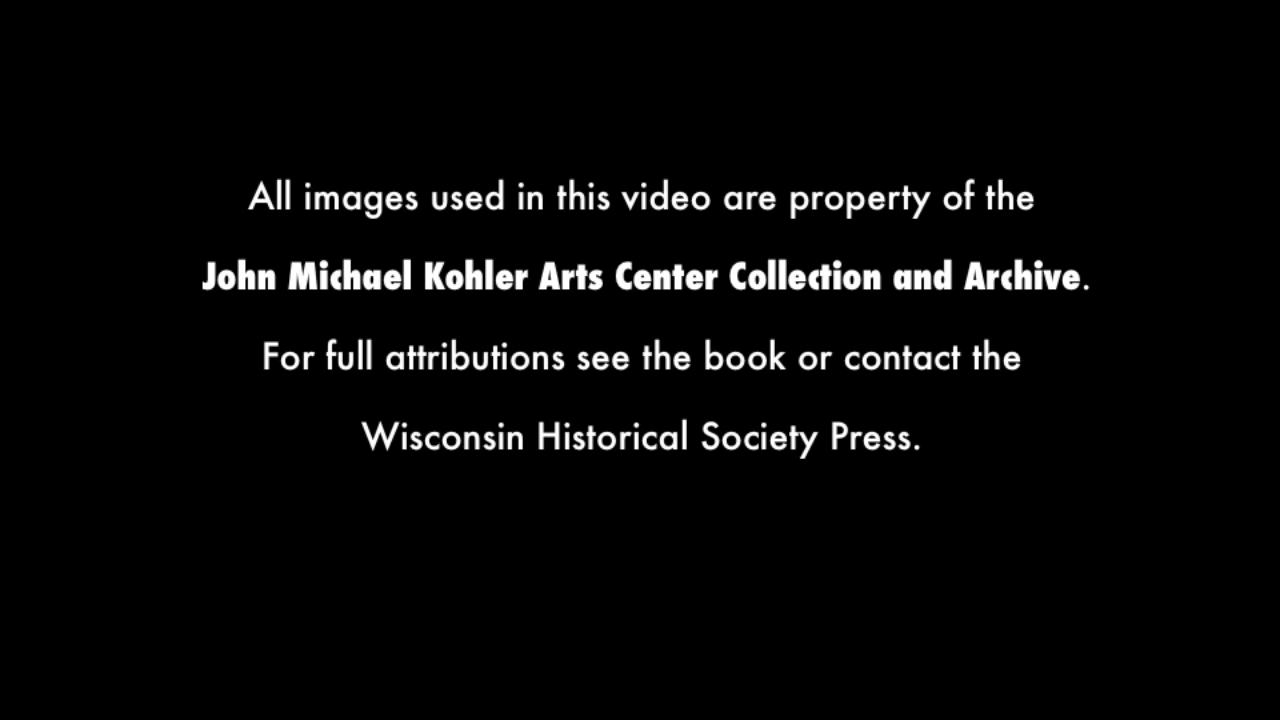 All images used in this video are property of the
John Michael Kohler Arts Center Collection and Archive.
For full attributions see the book or contact the
Wisconsin Historical Society Press.